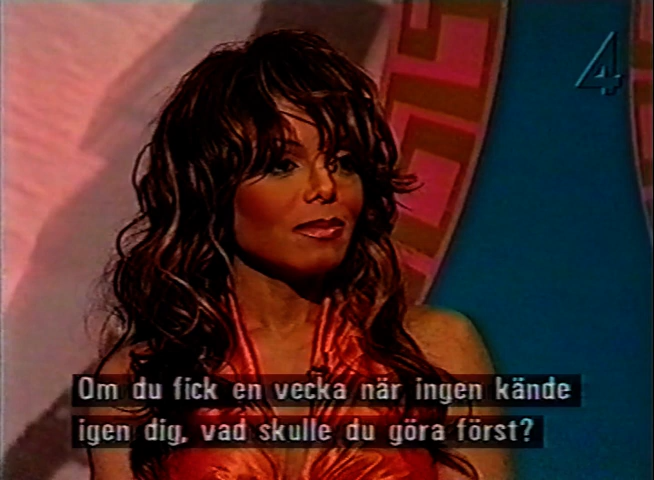 4
Om du fick en vecka när ingen kände
igen dig, vad skulle du göra först?